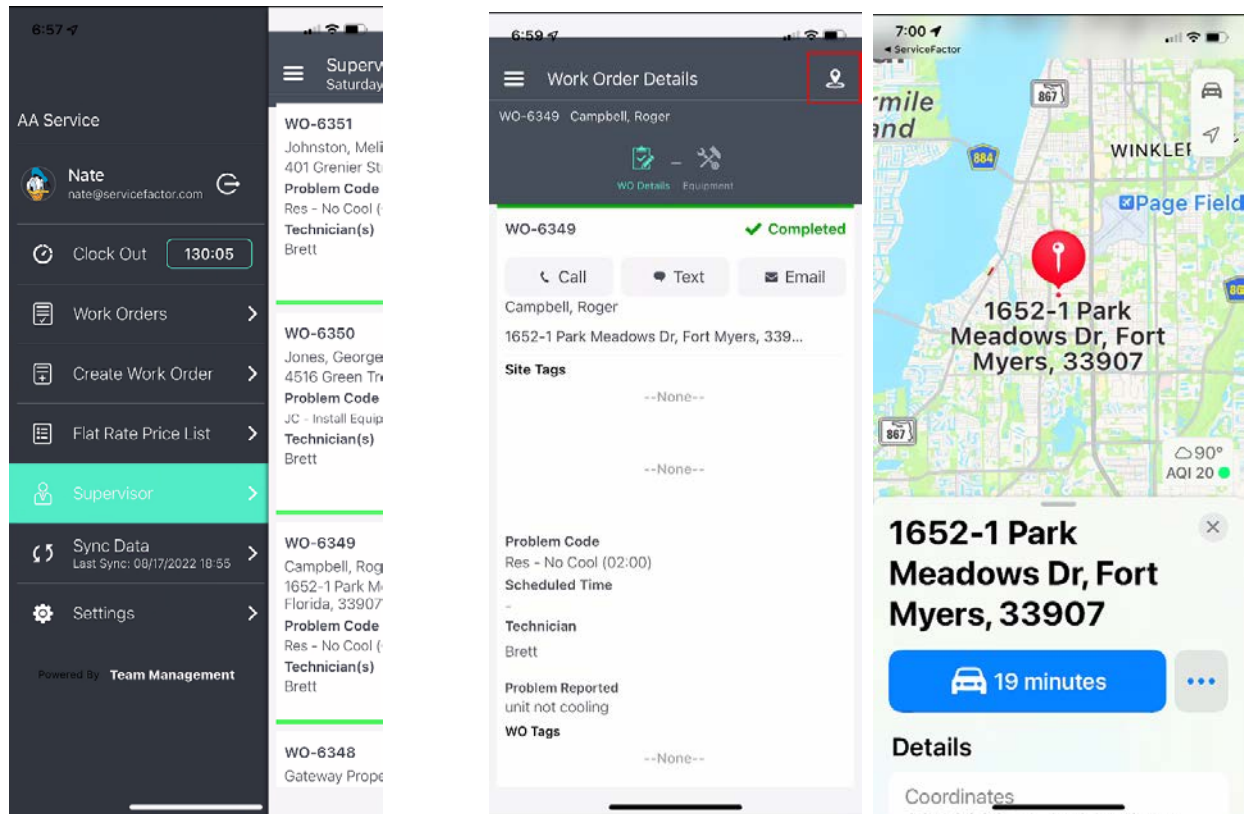 6:57
AA Service
Nate
nate@servicefactor.com
Clock Out 130:05
Work Orders
Create Work Order
Flat Rate Price List
Supervisor
Sync Data
Last Sync: 08/17/2022 18:55
Settings
Powered By Team Management
Saturday
WO-6351
Johnston,
401 Grenier
Problem Code
Res - No Cool
Technician(s)
Brett
WO-6350
Jones, George
4516 Green
Problem Code
JC - Install Equip
Technician(s)
Brett
WO-6349
Campbell, Rog
1652-1 Park
Florida, 33907
Problem Code
Res - No Cool
Technician(s)
Brett
WO-6348
Gateway Prope
6:59
Work Order Details
WO-6349 Campbell, Roger
WO Details Equipment
WO-6349 Completed
Call Text Email
Campbell, Roger
1652-1 Park Meadows Dr, Fort Myers, 339...
Site Tags
--None--
--None--
Problem Code
Res - No Cool (02:00)
Scheduled Time
-
Technician
Brett
Problem Reported
unit not cooling
WO Tags
--None--
7:00
ServiceFactor
867
rmile
and
884
WINKLER
Page Field
1652-1 Park
Meadows Dr, Fort
Myers, 33907
867
90°
AQI 20
1652-1 Park
Meadows Dr, Fort
Myers, 33907
19 minutes
Details
Coordinates